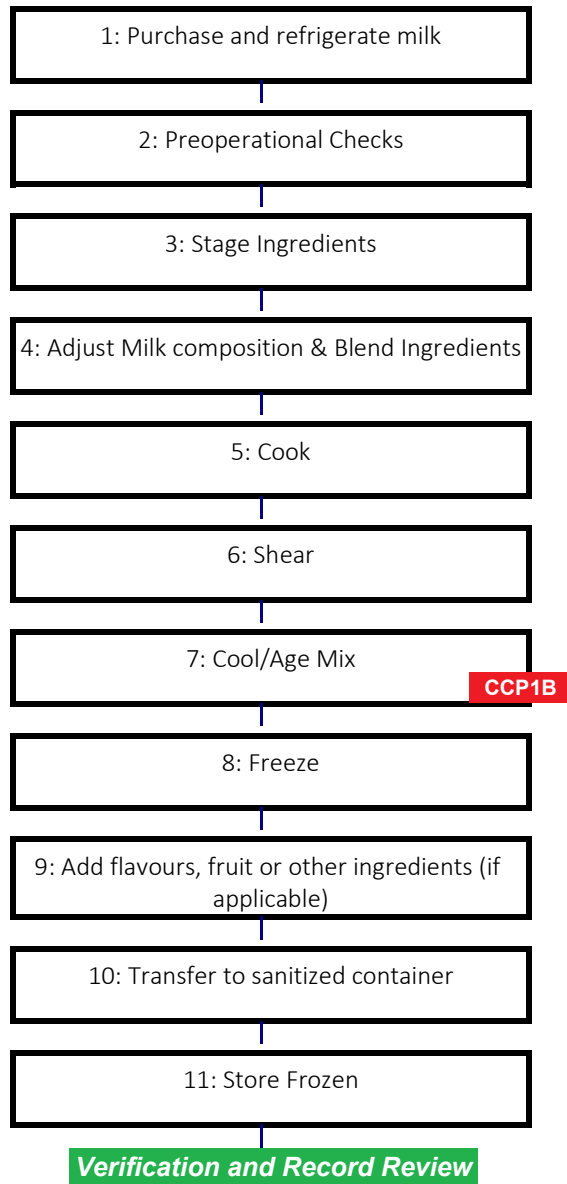 1: Purchase and refrigerate milk
2: Preoperational Checks
3: Stage Ingredients
4: Adjust Milk composition & Blend Ingredients
5: Cook
6: Shear
7: Cool/Age Mix
CCP1B
8: Freeze
9: Add flavours, fruit or other ingredients (if
applicable)
10: Transfer to sanitized container
11: Store Frozen
Verification and Record Review